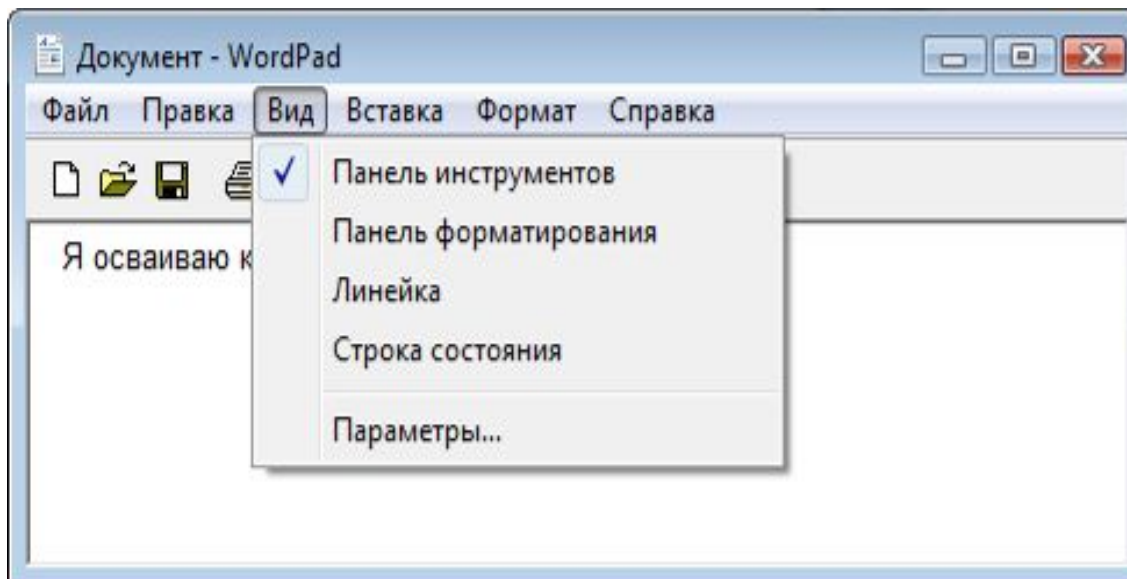 Документ - WordPad
Файл Правка Вид Вставка Формат Справка
Панель инструментов
Панель форматирования
Я осваиваю
Линейка
Строка состояния
Параметры...